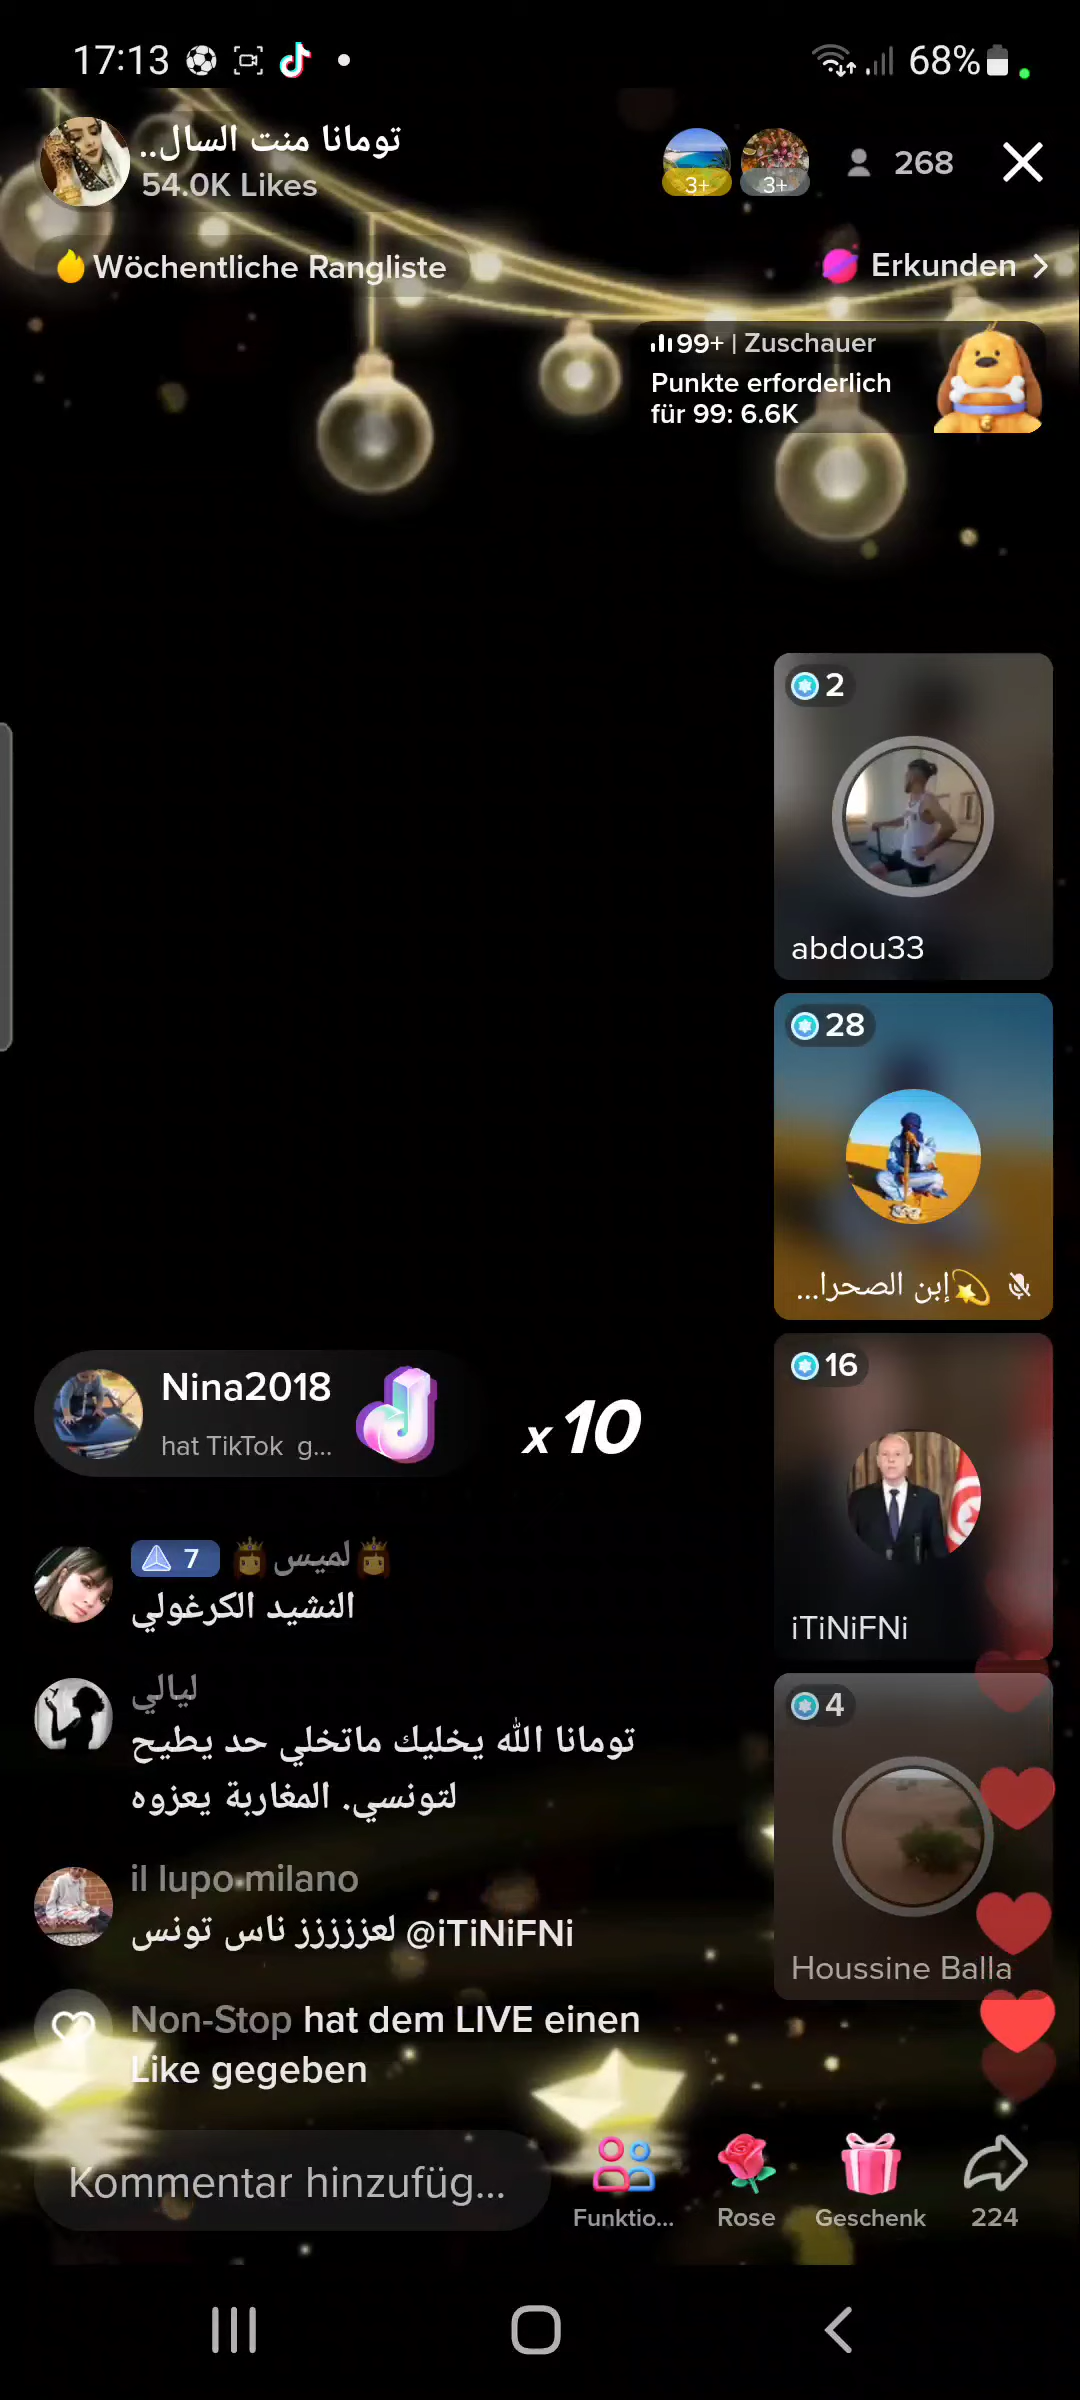 17:13
68%
تومانا منت السال..
54.0K Likes
3+
3+
268
Wöchentliche Rangliste
Erkunden
99+ | Zuschauer
Punkte erforderlich
für 99: 6.6K
2
abdou33
28
إبن الصحرا...
16
iTiNiFNi
4
Houssine Balla
Nina2018
hat TikTok g...
x10
7 لميس
النشيد الكرغولي
ليالي
تومانا الله يخليك ماتخلي حد يطيح
لتونسي. المغاربة يعزوه
il lupo milano
@iTiNiFNi لعززززز ناس تونس
Non-Stop hat dem LIVE einen
Like gegeben
Kommentar hinzufüg...
Funktio...
Rose
Geschenk
224